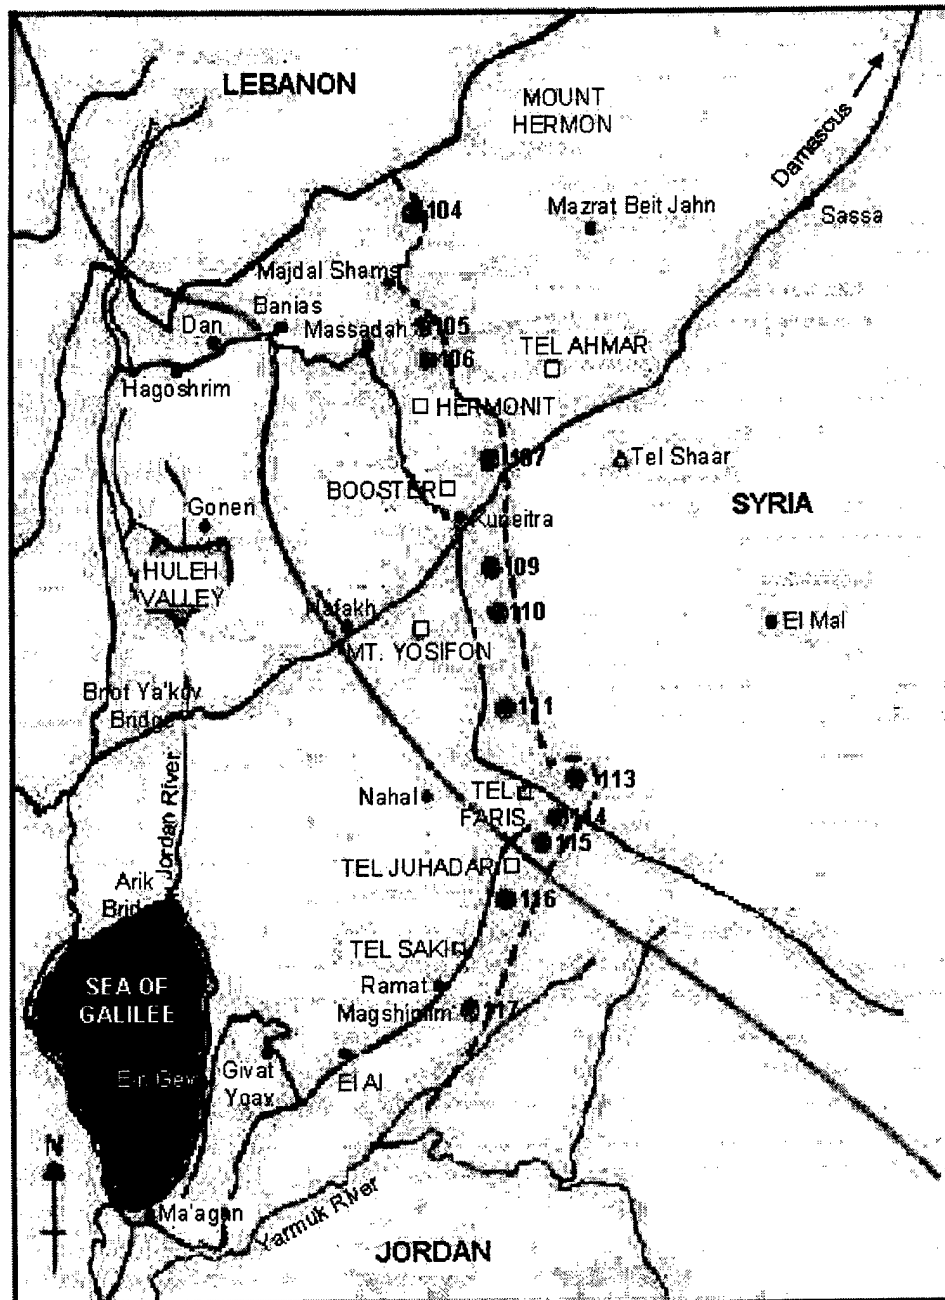 LEBANON
MOUNT
HERMON
Damascus
104
Mazrat Beit Jahn
Sassa
Majdal Shams
Banias
105
Dan
Massadah
106
TEL AHMAR
Hagoshrim
HERMONIT
107
Tel Shaar
BOOSTER
SYRIA
Gonen
Kuneitra
109
HULEH
VALLEY
110
Nafakh
El Mal
MT. YOSIFON
Bnot Ya'kov
Bridge
111
Jordan River
113
Nahal
TEL
FARIS
114
115
TEL JUHADAR
Arik
Bridge
116
TEL SAKI
SEA OF
GALILEE
Ramat
Magshimim
117
Ein Gev
Givat
Yoav
El Al
N
Ma'agan
Yarmuk River
JORDAN